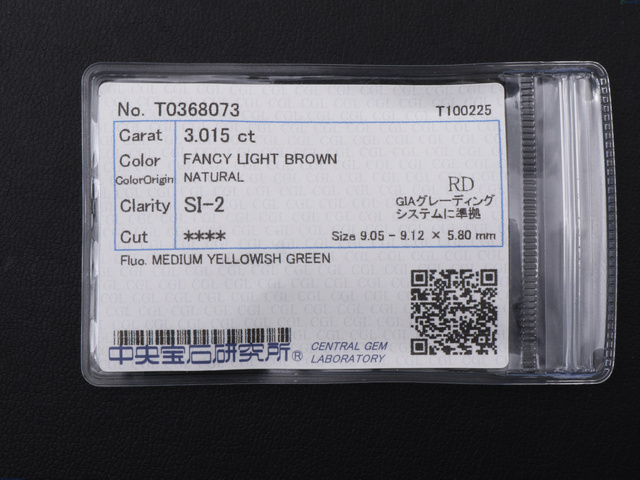 No. T0368073 T100225
Carat 3.015 ct
Color FANCY LIGHT BROWN
ColorOrigin NATURAL
RD
Clarity SI-2
GIAグレーディング
システムに準拠
Cut **** Size 9.05 - 9.12 × 5.80 mm
Fluo. MEDIUM YELLOWISH GREEN
中央宝石研究所® CENTRAL GEM
LABORATORY